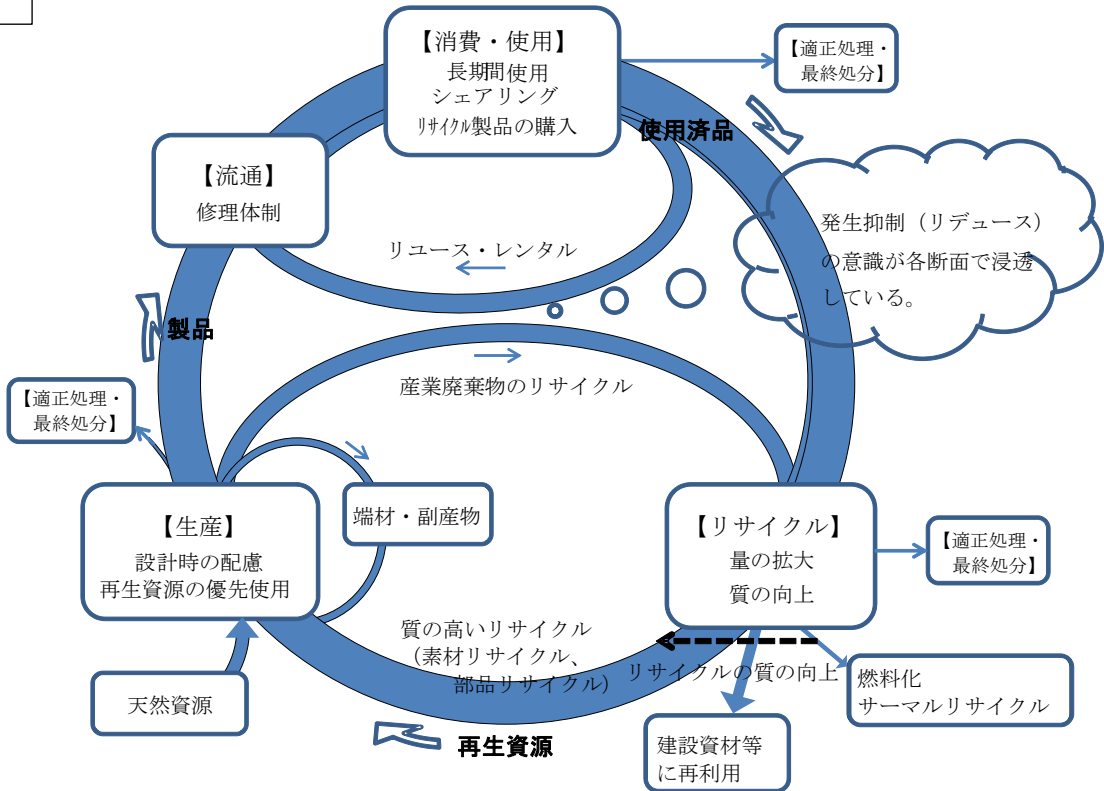 【消費・使用】
長期間使用
シェアリング
ﾘｻｲｸﾙ製品の購入
【適正処理・
最終処分】
使用済品
【流通】
修理体制
発生抑制（リデュース）
の意識が各断面で浸透
している。
リユース・レンタル
製品
産業廃棄物のリサイクル
【適正処理・
最終処分】
【生産】
設計時の配慮
再生資源の優先使用
端材・副産物
【リサイクル】
量の拡大
質の向上
【適正処理・
最終処分】
質の高いリサイクル
（素材リサイクル、
部品リサイクル）
リサイクルの質の向上
天然資源
燃料化
サーマルリサイクル
再生資源
建設資材等
に再利用